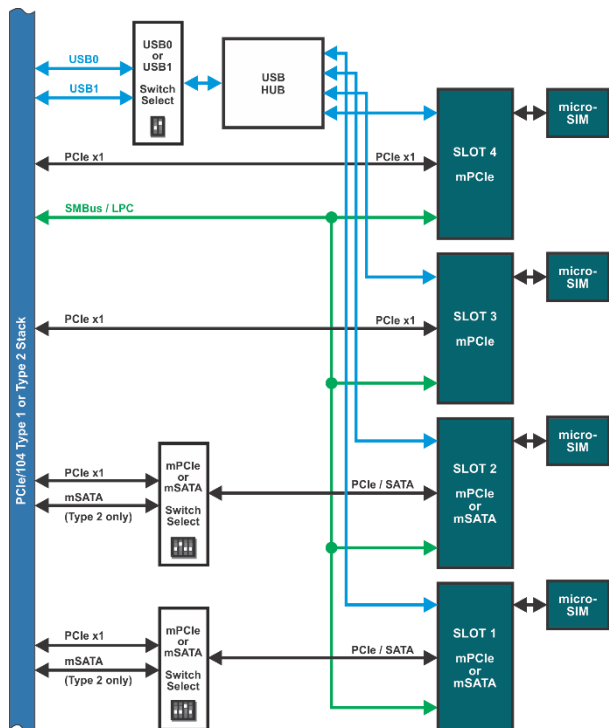 PCIe/104 Type 1 or Type 2 Stack
USB0
USB1
USB0
or
USB1
Switch
Select
USB
HUB
PCIe x1
PCIe x1
SMBus / LPC
SLOT 4
mPCIe
micro-
SIM
PCIe x1
PCIe x1
SLOT 3
mPCIe
micro-
SIM
PCIe x1
mSATA
(Type 2 only)
mPCIe
or
mSATA
Switch
Select
PCIe / SATA
SLOT 2
mPCIe
or
mSATA
micro-
SIM
PCIe x1
mSATA
(Type 2 only)
mPCIe
or
mSATA
Switch
Select
PCIe / SATA
SLOT 1
mPCIe
or
mSATA
micro-
SIM